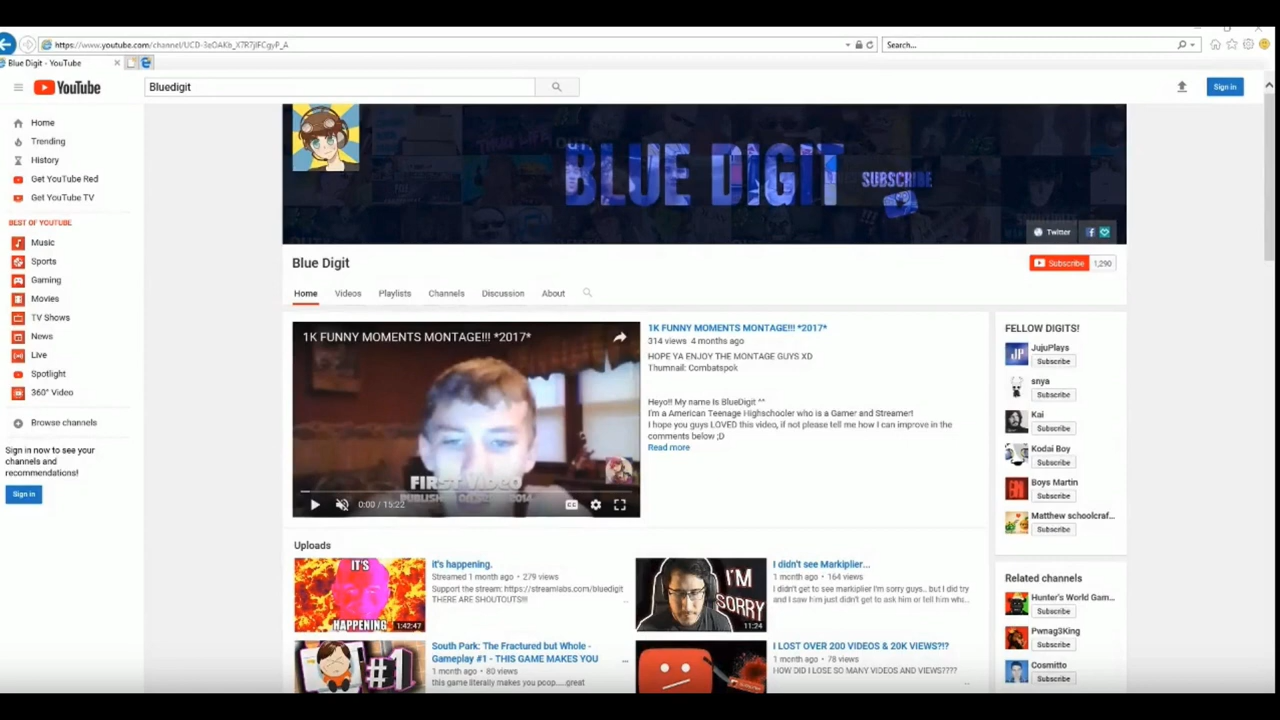 https://www.youtube.com/channel/UCD-3eOAKb_X7R7jIFCgyP_A
Search...
Blue Digit - YouTube
YouTube
Bluedigit
Sign in
Home
Trending
History
Get YouTube Red
Get YouTube TV
BEST OF YOUTUBE
Music
Sports
Gaming
Movies
TV Shows
News
Live
Spotlight
360° Video
Browse channels
Sign in now to see your
channels and
recommendations!
Sign in
BLUE DIGIT
SUBSCRIBE
Twitter
Blue Digit
Subscribe 1,290
Home Videos Playlists Channels Discussion About
1K FUNNY MOMENTS MONTAGE!!! *2017*
FIRST VIDEO
0:00 / 15:22
1K FUNNY MOMENTS MONTAGE!!! *2017*
314 views 4 months ago
HOPE YA ENJOY THE MONTAGE GUYS XD
Thumnail: Combatspok
Heyo!! My name Is BlueDigit ^^
I'm a American Teenage Highschooler who is a Gamer and Streamer!
I hope you guys LOVED this video, if not please tell me how I can improve in the
comments below ;D
Read more
FELLOW DIGITS!
JujuPlays
Subscribe
snya
Subscribe
Kai
Subscribe
Kodai Boy
Subscribe
Boys Martin
Subscribe
Matthew schoolcraf...
Subscribe
Related channels
Hunter's World Gam...
Subscribe
Pwnag3King
Subscribe
Cosmitto
Subscribe
Uploads
IT'S
HAPPENING
1:42:47
it's happening.
Streamed 1 month ago • 279 views
Support the stream: https://streamlabs.com/bluedigit
THERE ARE SHOUTOUTS!!!
...
I'M
SORRY
11:24
I didn't see Markiplier...
1 month ago • 164 views
I didn't get to see markiplier I'm sorry guys.. but I did try
and I saw him just didn't get to ask him or tell him whe...
#1
South Park: The Fractured but Whole -
Gameplay #1 - THIS GAME MAKES YOU
...
1 month ago • 80 views
this game literally makes you poop.....great
I LOST OVER 200 VIDEOS & 20K VIEWS?!?
1 month ago • 78 views
HOW DID I LOSE SO MANY VIDEOS AND VIEWS????
...